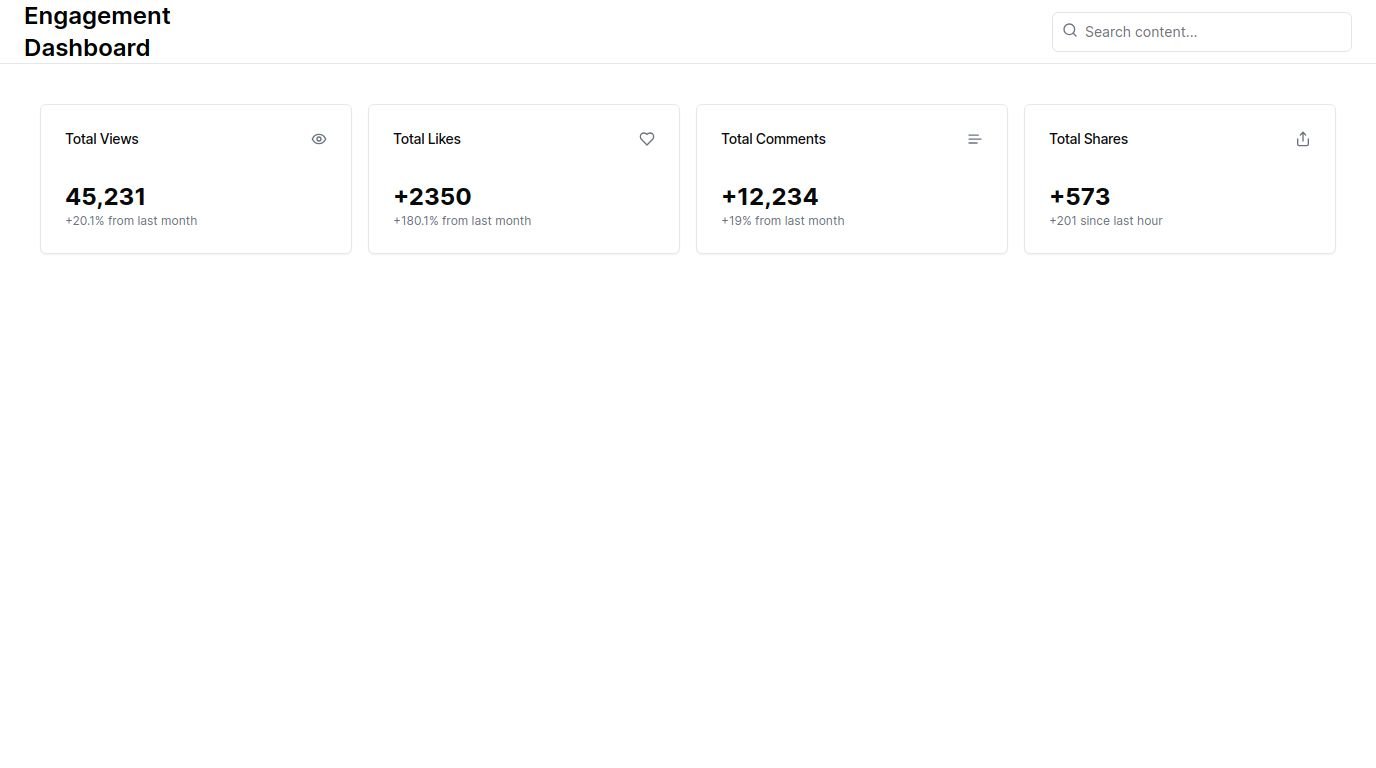 Engagement
Dashboard
Search content...
Total Views
45,231
+20.1% from last month
Total Likes
+2350
+180.1% from last month
Total Comments
+12,234
+19% from last month
Total Shares
+573
+201 since last hour